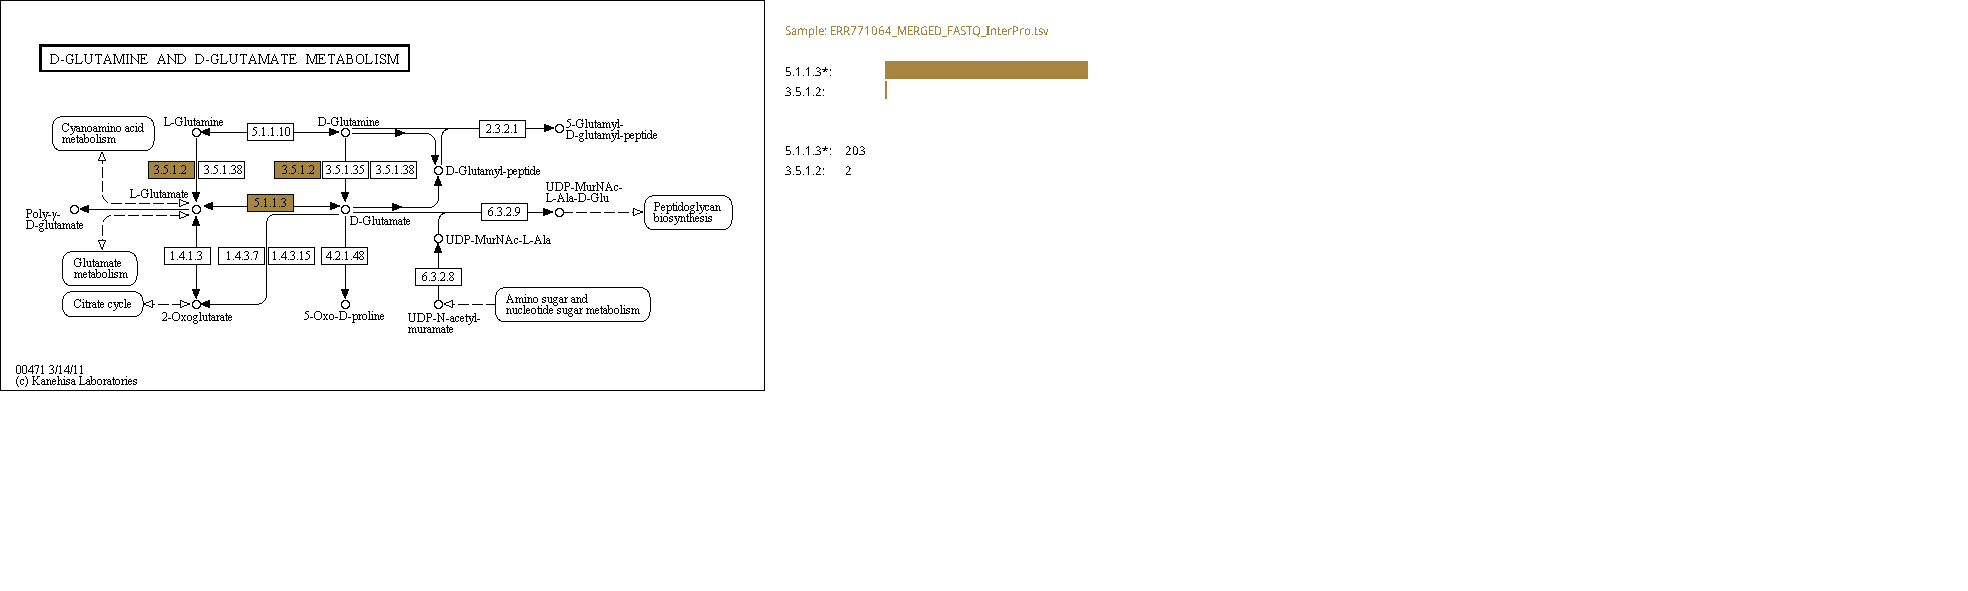 D-GLUTAMINE AND D-GLUTAMATE METABOLISM
Sample: ERR771064_MERGED_FASTQ_InterPro.tsv
5.1.1.3*:
3.5.1.2:
5.1.1.3*: 203
3.5.1.2: 2
Cyanoamino acid
metabolism
L-Glutamine
5.1.1.10
D-Glutamine
2.3.2.1
5-Glutamyl-
D-glutamyl-peptide
3.5.1.2
3.5.1.38
3.5.1.2
3.5.1.35
3.5.1.38
D-Glutamyl-peptide
L-Glutamate
5.1.1.3
UDP-MurNAc-
L-Ala-D-Glu
Poly-γ-
D-glutamate
D-Glutamate
6.3.2.9
Peptidoglycan
biosynthesis
UDP-MurNAc-L-Ala
Glutamate
metabolism
1.4.1.3
1.4.3.7
1.4.3.15
4.2.1.48
6.3.2.8
Citrate cycle
2-Oxoglutarate
5-Oxo-D-proline
UDP-N-acetyl-
muramate
Amino sugar and
nucleotide sugar metabolism
00471 3/14/11
(c) Kanehisa Laboratories